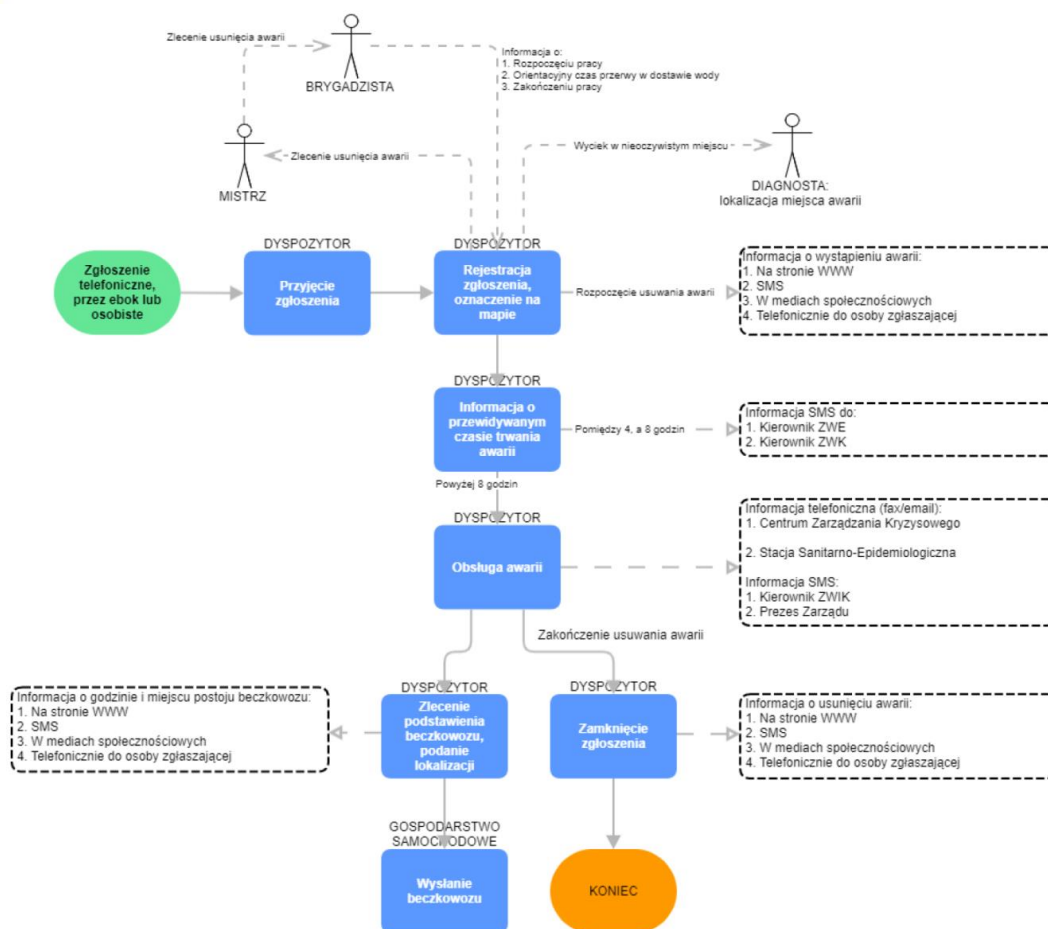 Zlecenie usunięcia awarii
BRYGADZISTA
Informacja o:
1. Rozpoczęciu pracy
2. Orientacyjny czas przerwy w dostawie wody
3. Zakończeniu pracy
MISTRZ
Zlecenie usunięcia awarii
Wyciek w nieoczywistym miejscu
DIAGNOSTA:
lokalizacja miejsca awarii
Zgłoszenie
telefoniczne,
przez ebok lub
osobiste
DYSPOZYTOR
Przyjęcie
zgłoszenia
DYSPOZYTOR
Rejestracja
zgłoszenia,
oznaczenie na
mapie
Rozpoczęcie usuwania awarii
Informacja o wystąpieniu awarii:
1. Na stronie WWW
2. SMS
3. W mediach społecznościowych
4. Telefonicznie do osoby zgłaszającej
DYSPOZYTOR
Informacja o
przewidywanym
czasie trwania
awarii
Pomiędzy 4, a 8 godzin
Informacja SMS do:
1. Kierownik ZWE
2. Kierownik ZWK
Powyżej 8 godzin
DYSPOZYTOR
Obsługa awarii
Informacja telefoniczna (fax/email):
1. Centrum Zarządzania Kryzysowego
2. Stacja Sanitarno-Epidemiologiczna
Informacja SMS:
1. Kierownik ZWIK
2. Prezes Zarządu
Zakończenie usuwania awarii
Informacja o godzinie i miejscu postoju beczkowozu:
1. Na stronie WWW
2. SMS
3. W mediach społecznościowych
4. Telefonicznie do osoby zgłaszającej
DYSPOZYTOR
Zlecenie
podstawienia
beczkowozu,
podanie
lokalizacji
DYSPOZYTOR
Zamknięcie
zgłoszenia
Informacja o usunięciu awarii:
1. Na stronie WWW
2. SMS
3. W mediach społecznościowych
4. Telefonicznie do osoby zgłaszającej
GOSPODARSTWO
SAMOCHODOWE
Wysłanie
beczkowozu
KONIEC